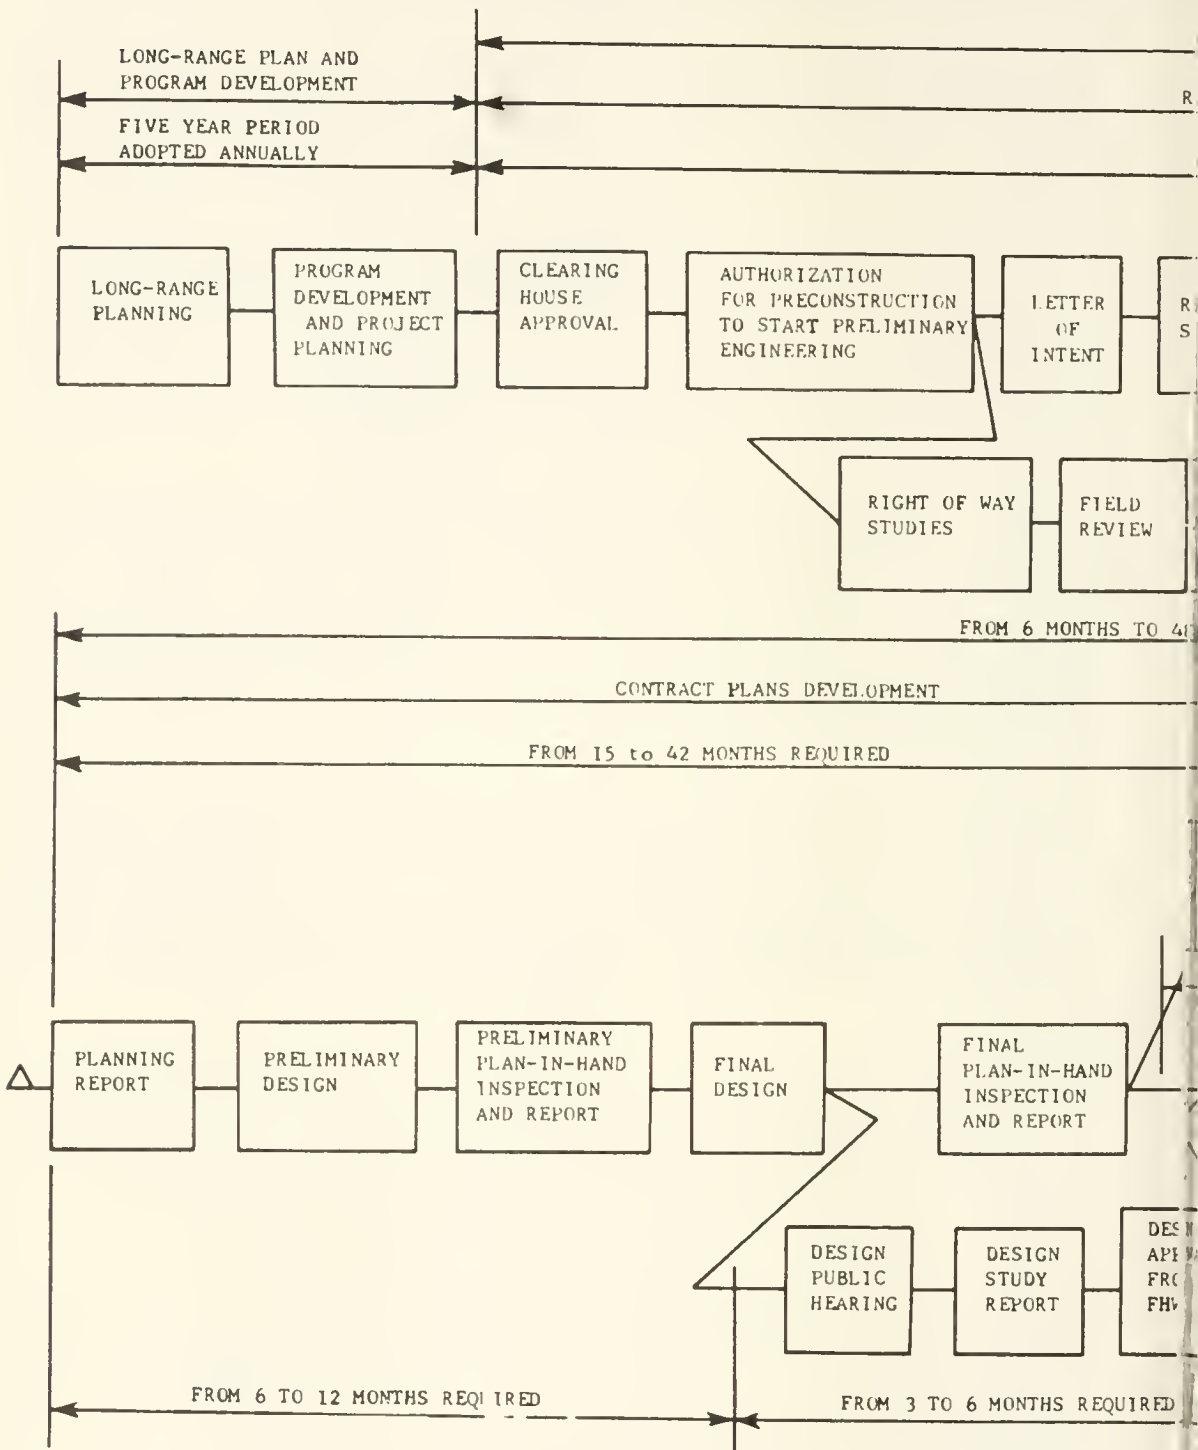 LONG-RANGE PLAN AND
PROGRAM DEVELOPMENT
FIVE YEAR PERIOD
ADOPTED ANNUALLY
LONG-RANGE
PLANNING
PROGRAM
DEVELOPMENT
AND PROJECT
PLANNING
CLEARING
HOUSE
APPROVAL
AUTHORIZATION
FOR PRECONSTRUCTION
TO START PRELIMINARY
ENGINEERING
LETTER
OF
INTENT
RIGHT OF WAY
STUDIES
FIELD
REVIEW
FROM 6 MONTHS TO
CONTRACT PLANS DEVELOPMENT
FROM 15 to 42 MONTHS REQUIRED
PLANNING
REPORT
PRELIMINARY
DESIGN
PRELIMINARY
PLAN-IN-HAND
INSPECTION
AND REPORT
FINAL
DESIGN
FINAL
PLAN-IN-HAND
INSPECTION
AND REPORT
DESIGN
PUBLIC
HEARING
DESIGN
STUDY
REPORT
FROM 6 TO 12 MONTHS REQUIRED
FROM 3 TO 6 MONTHS REQUIRED